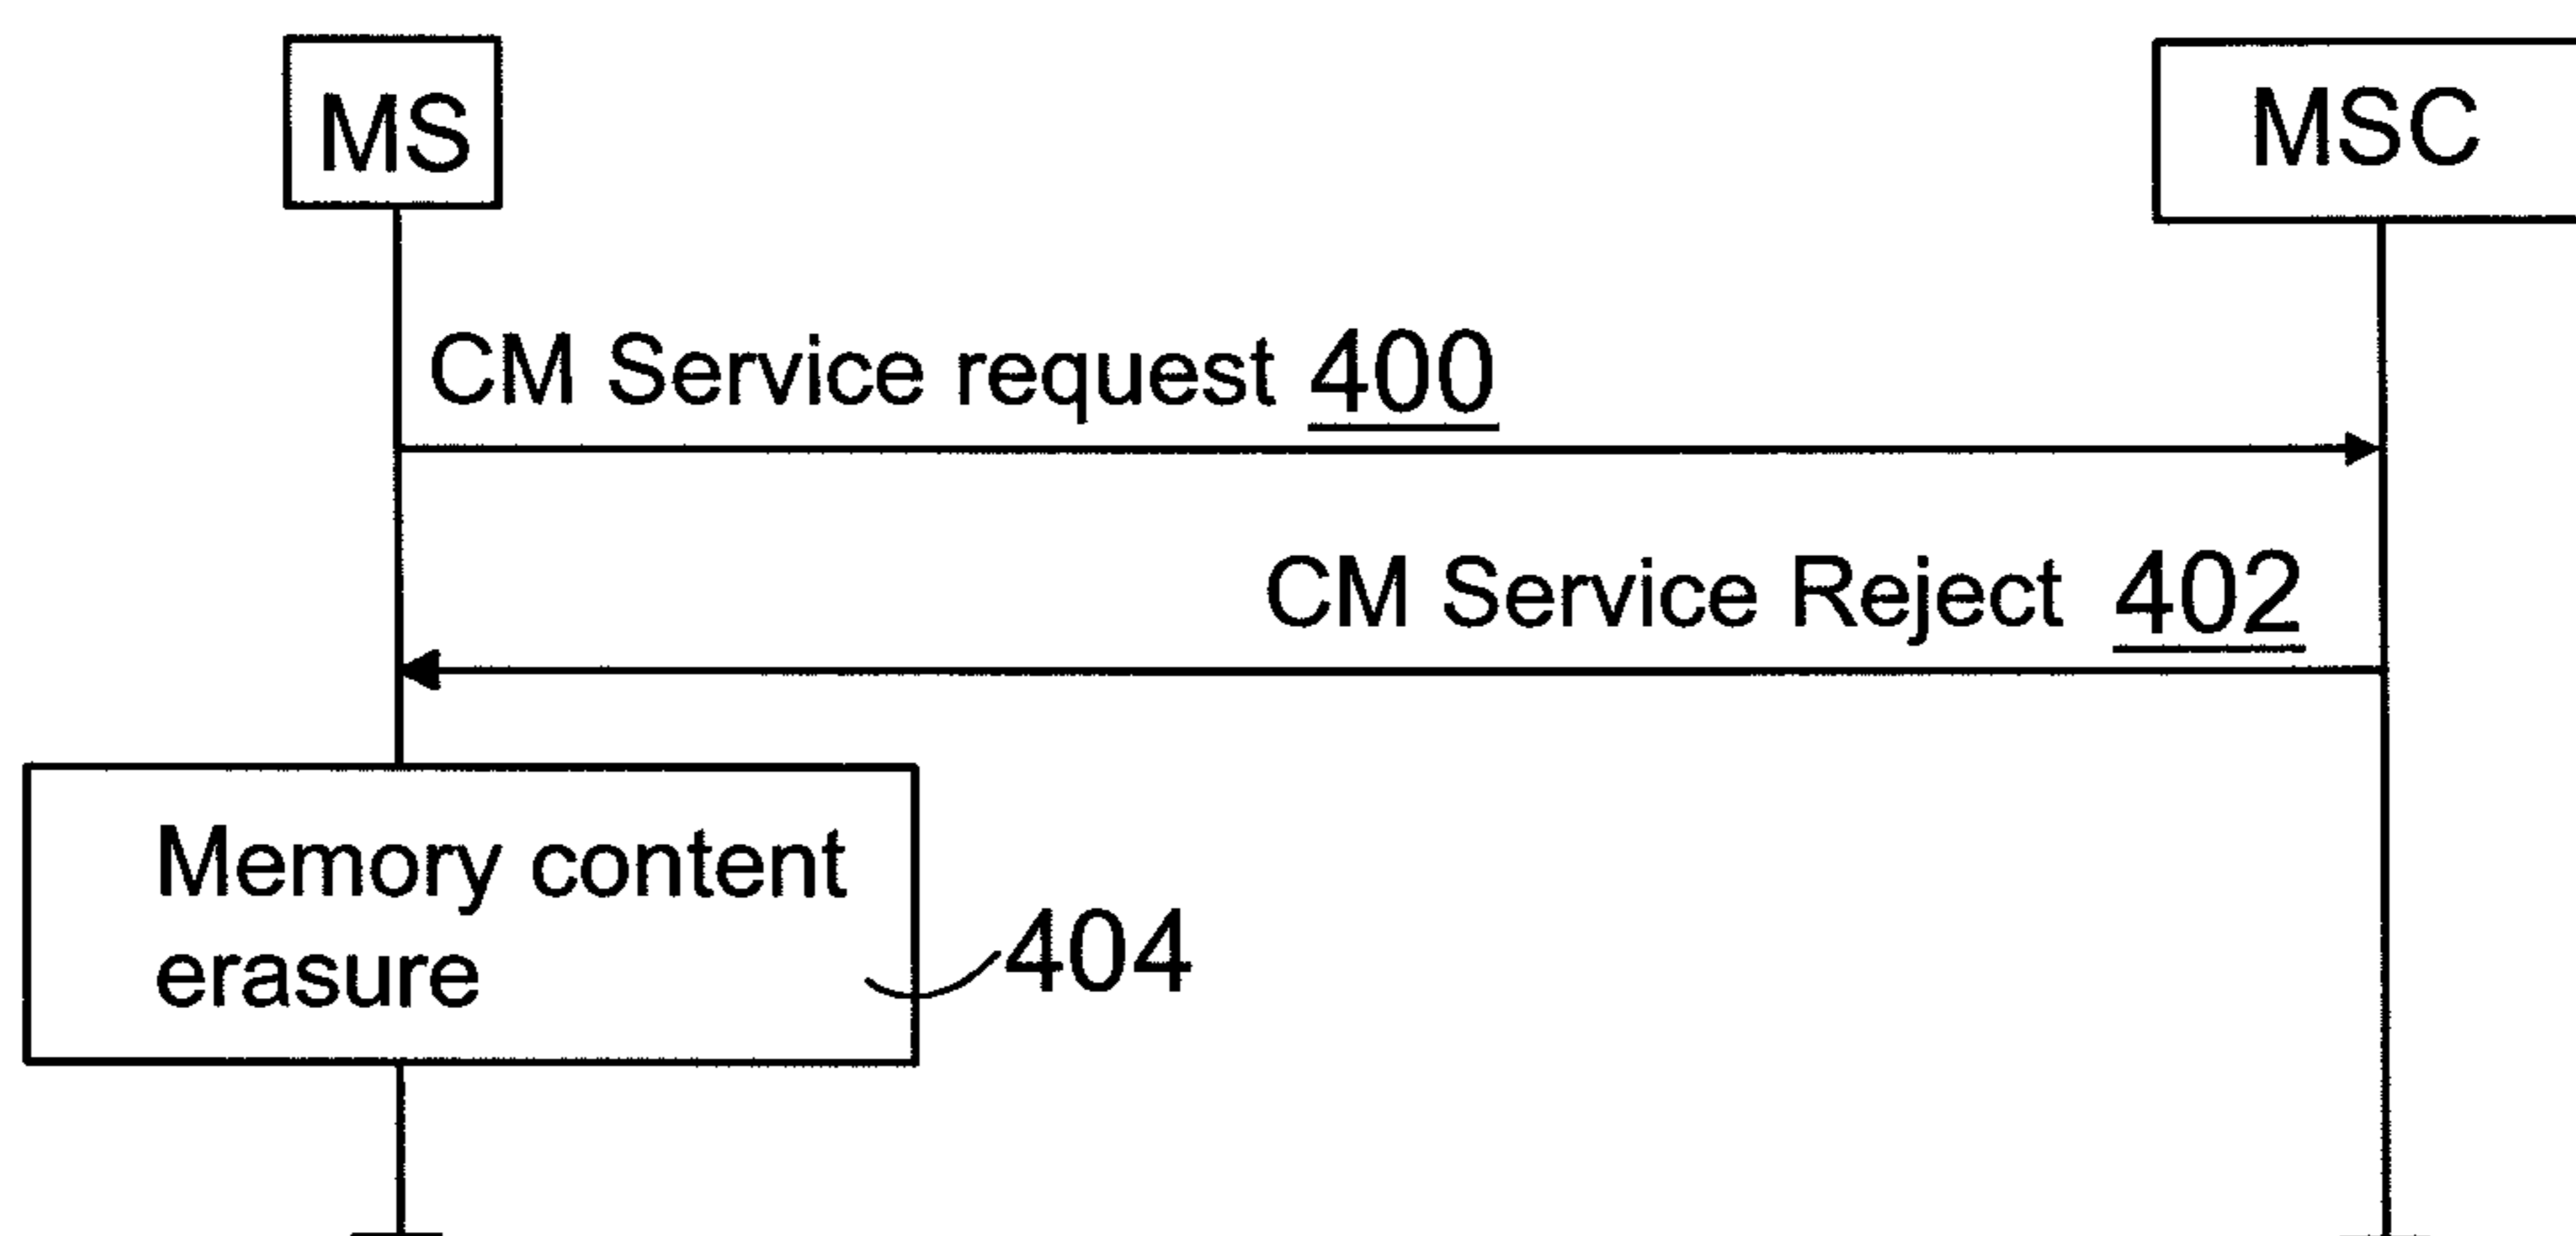 MS
MSC
CM Service request 400
CM Service Reject 402
Memory content
erasure
404